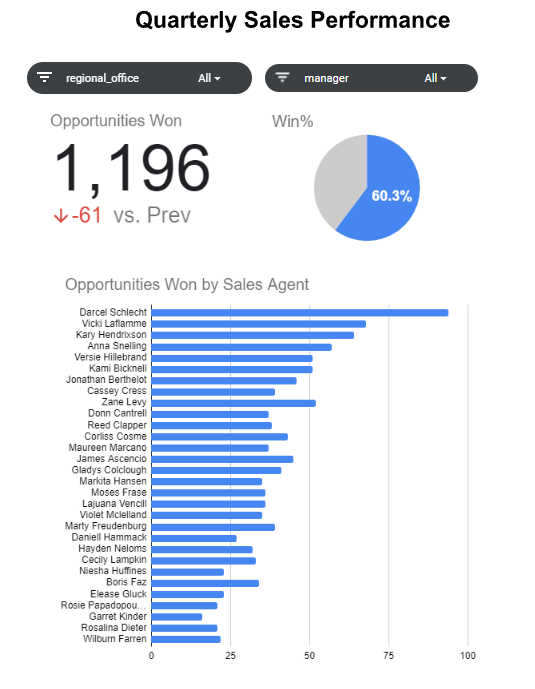 Quarterly Sales Performance
regional_office All
manager All
Opportunities Won
Win%
1,196
-61 vs. Prev
60.3%
Opportunities Won by Sales Agent
Darcel Schlecht
Vicki Laflamme
Kary Hendrixson
Anna Snelling
Versie Hillebrand
Kami Bicknell
Jonathan Berthelot
Cassey Cress
Zane Levy
Donn Cantrell
Reed Clapper
Corliss Cosme
Maureen Marcano
James Ascencio
Gladys Colclough
Markita Hansen
Moses Frase
Lajuana Vencill
Violet Mclelland
Marty Freudenburg
Daniell Hammack
Hayden Neloms
Cecily Lampkin
Niesha Huffines
Boris Faz
Elease Gluck
Rosie Papadopou...
Garret Kinder
Rosalina Dieter
Wilburn Farren
0 25 50 75 100